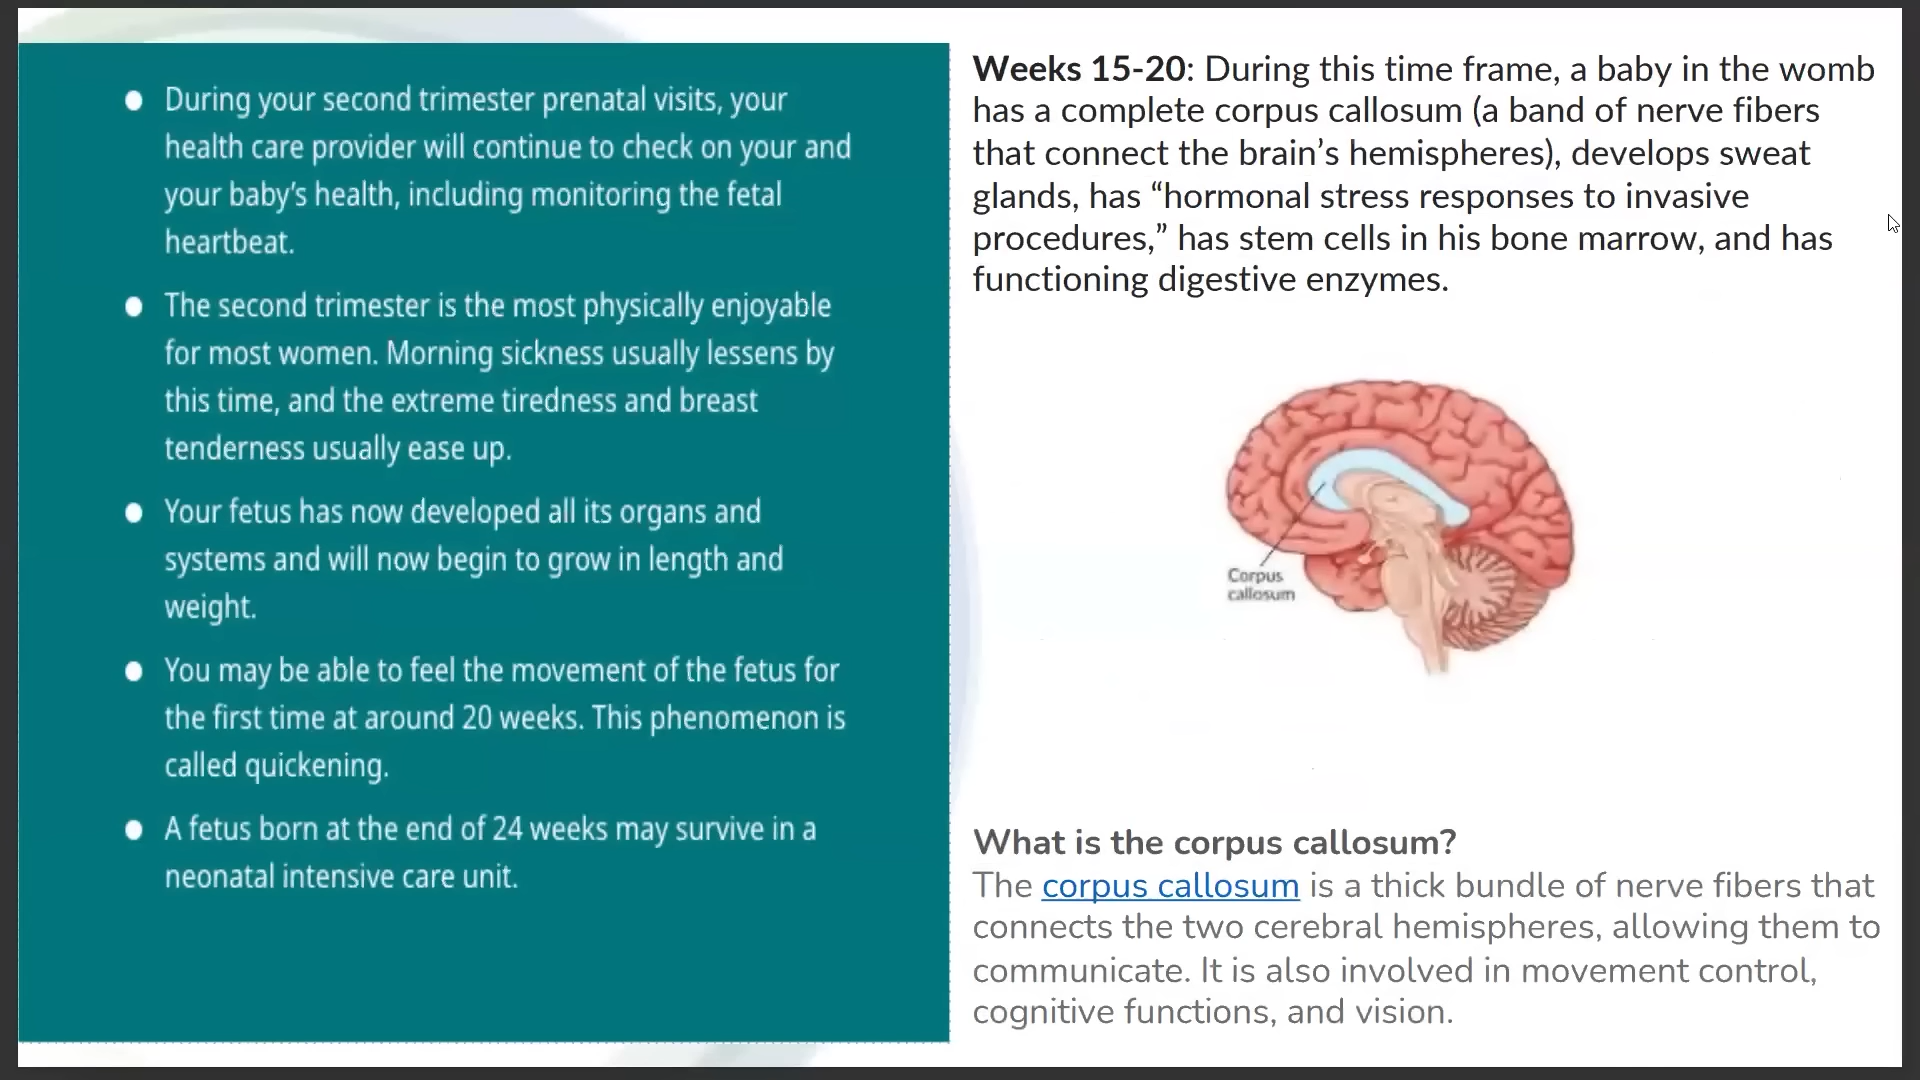 ● During your second trimester prenatal visits, your
health care provider will continue to check on your and
your baby’s health, including monitoring the fetal
heartbeat.
● The second trimester is the most physically enjoyable
for most women. Morning sickness usually lessens by
this time, and the extreme tiredness and breast
tenderness usually ease up.
● Your fetus has now developed all its organs and
systems and will now begin to grow in length and
weight.
● You may be able to feel the movement of the fetus for
the first time at around 20 weeks. This phenomenon is
called quickening.
● A fetus born at the end of 24 weeks may survive in a
neonatal intensive care unit.
Weeks 15-20: During this time frame, a baby in the womb
has a complete corpus callosum (a band of nerve fibers
that connect the brain’s hemispheres), develops sweat
glands, has “hormonal stress responses to invasive
procedures,” has stem cells in his bone marrow, and has
functioning digestive enzymes.
Corpus
callosum
What is the corpus callosum?
The corpus callosum is a thick bundle of nerve fibers that
connects the two cerebral hemispheres, allowing them to
communicate. It is also involved in movement control,
cognitive functions, and vision.